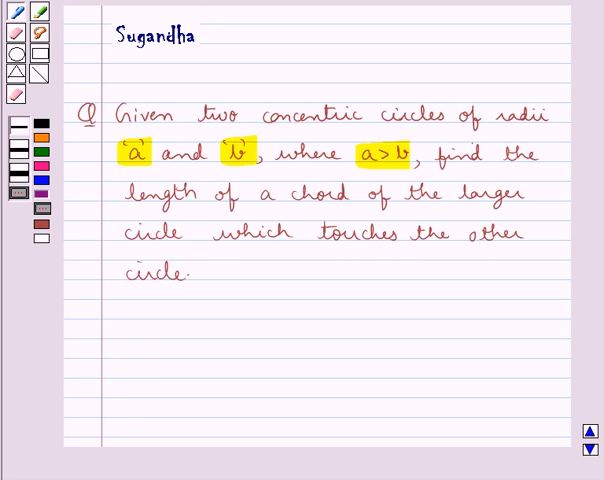 Sugandha
Q Given two concentric circles of radii
'a' and 'b', where a>b, find the
length of a chord of the larger
circle which touches the other
circle.